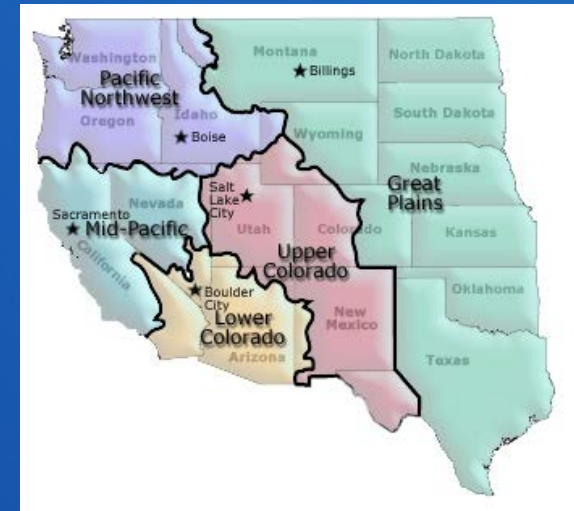 Washington
Pacific
Northwest
Oregon
Idaho
Boise
Montana
Billings
North Dakota
South Dakota
Wyoming
Nebraska
Great
Plains
Salt
Lake
City
Nevada
Sacramento
Mid-Pacific
California
Utah
Colorado
Kansas
Upper
Colorado
Oklahoma
Boulder
City
Lower
Colorado
Arizona
New
Mexico
Texas